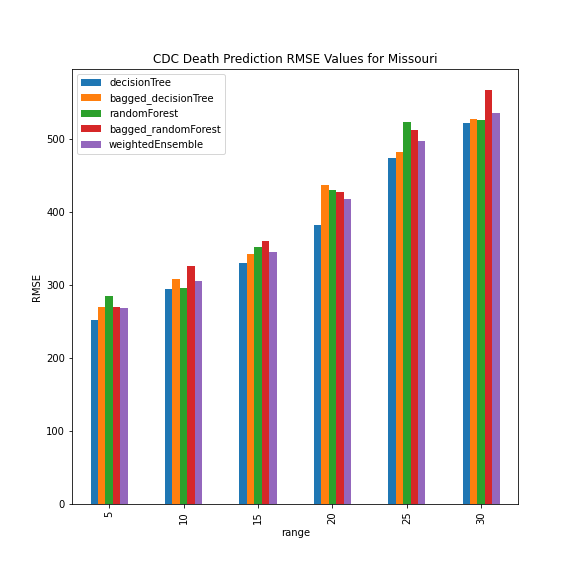 CDC Death Prediction RMSE Values for Missouri
decisionTree
bagged_decisionTree
randomForest
bagged_randomForest
weightedEnsemble
500
400
300
200
100
0
RMSE
5
10
15
20
25
30
range